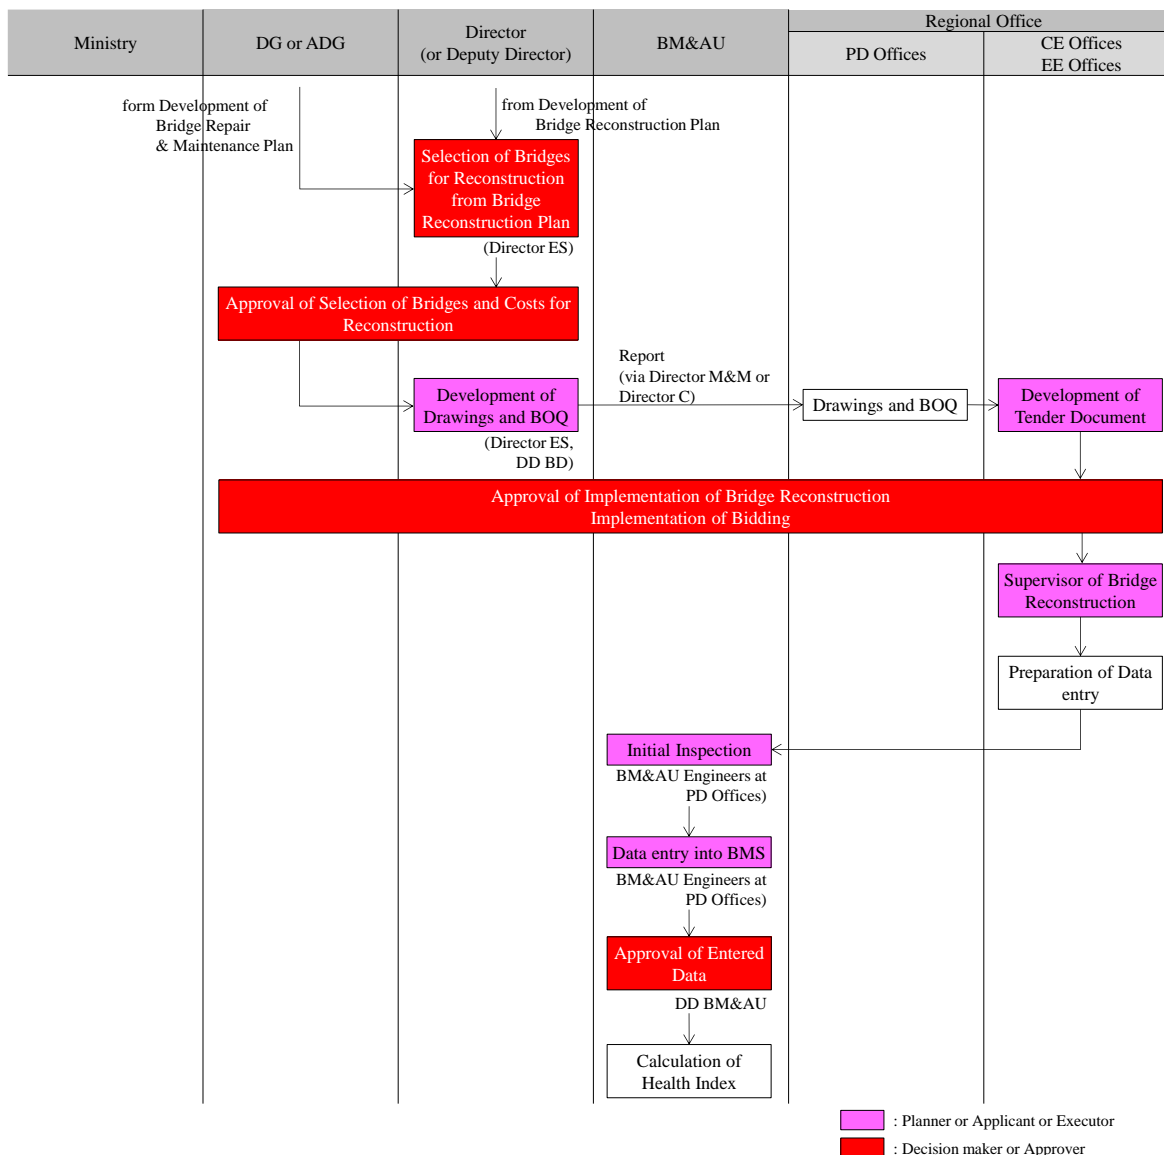 Ministry
DG or ADG
Director
(or Deputy Director)
BM&AU
Regional Office
PD Offices
CE Offices
EE Offices
form Development of
Bridge Repair
& Maintenance Plan
from Development of
Bridge Reconstruction Plan
Selection of Bridges
for Reconstruction
from Bridge
Reconstruction Plan
(Director ES)
Approval of Selection of Bridges and Costs for
Reconstruction
Development of
Drawings and BOQ
(Director ES,
DD BD)
Report
(via Director M&M or
Director C)
Drawings and BOQ
Development of
Tender Document
Approval of Implementation of Bridge Reconstruction
Implementation of Bidding
Supervisor of Bridge
Reconstruction
Preparation of Data
entry
Initial Inspection
BM&AU Engineers at
PD Offices)
Data entry into BMS
BM&AU Engineers at
PD Offices)
Approval of Entered
Data
DD BM&AU
Calculation of
Health Index
: Planner or Applicant or Executor
: Decision maker or Approver